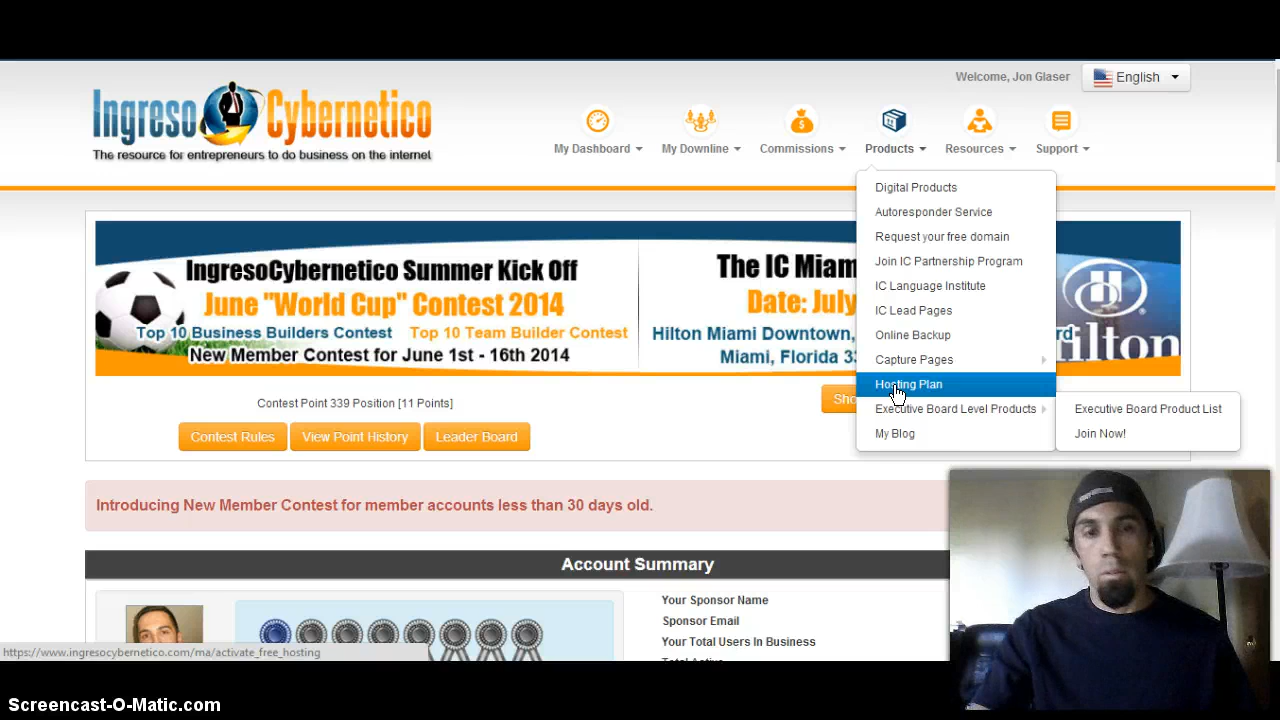 Welcome, Jon Glaser
English
Ingreso Cybernetico
The resource for entrepreneurs to do business on the internet
My Dashboard
My Downline
Commissions
Products
Resources
Support
Digital Products
Autoresponder Service
Request your free domain
Join IC Partnership Program
IC Language Institute
IC Lead Pages
Online Backup
Capture Pages
Hosting Plan
Executive Board Level Products
My Blog
Executive Board Product List
Join Now!
IngresoCybernetico Summer Kick Off
June "World Cup" Contest 2014
Top 10 Business Builders Contest Top 10 Team Builder Contest
New Member Contest for June 1st - 16th 2014
The IC Miam
Date: July
Hilton Miami Downtown,
Miami, Florida 33
Hilton
Contest Point 339 Position [11 Points]
Sho
Contest Rules
View Point History
Leader Board
Introducing New Member Contest for member accounts less than 30 days old.
Account Summary
Your Sponsor Name
Sponsor Email
Your Total Users In Business
https://www.ingresocybernetico.com/ma/activate_free_hosting
Screencast-O-Matic.com